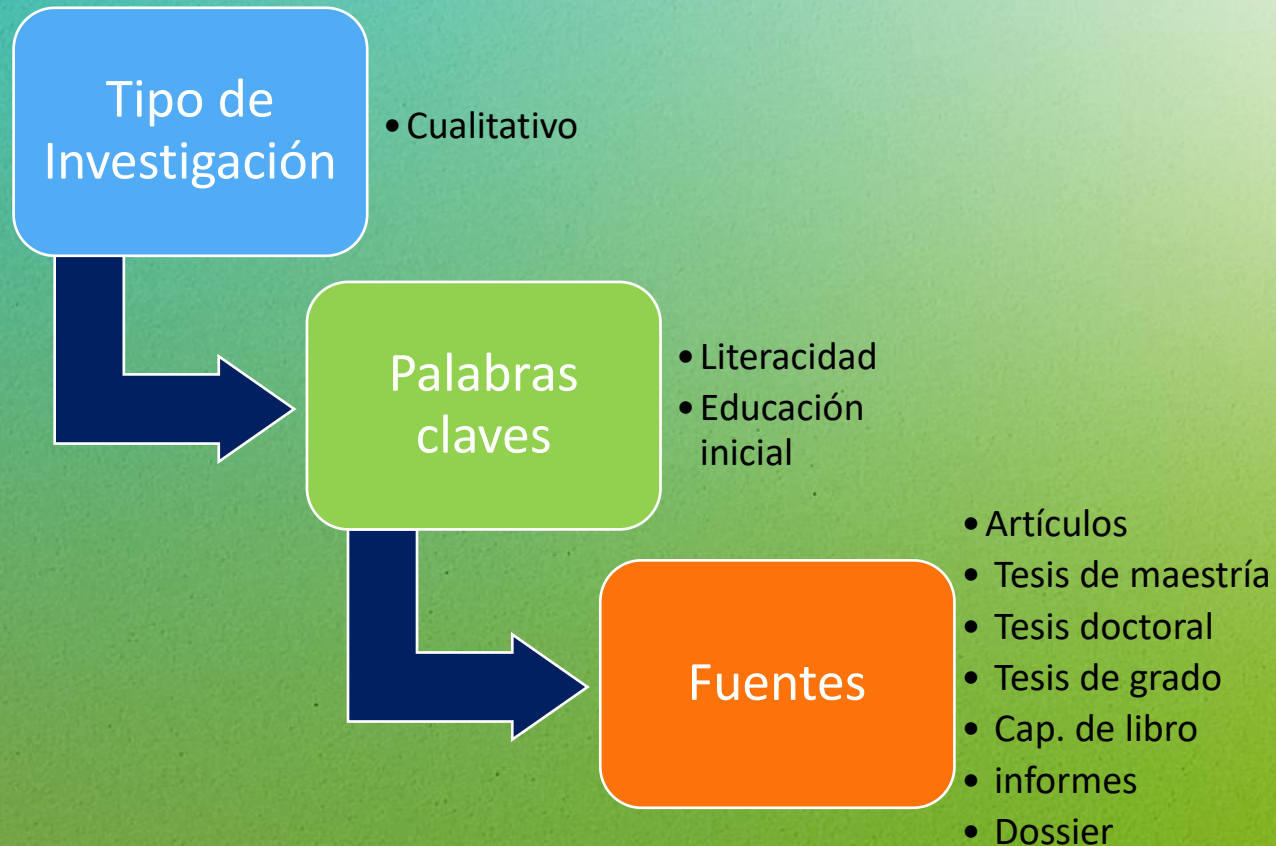 Tipo de
Investigación
• Cualitativo
Palabras
claves
• Literacidad
• Educación
inicial
Fuentes
• Artículos
• Tesis de maestría
• Tesis doctoral
• Tesis de grado
• Cap. de libro
• informes
• Dossier